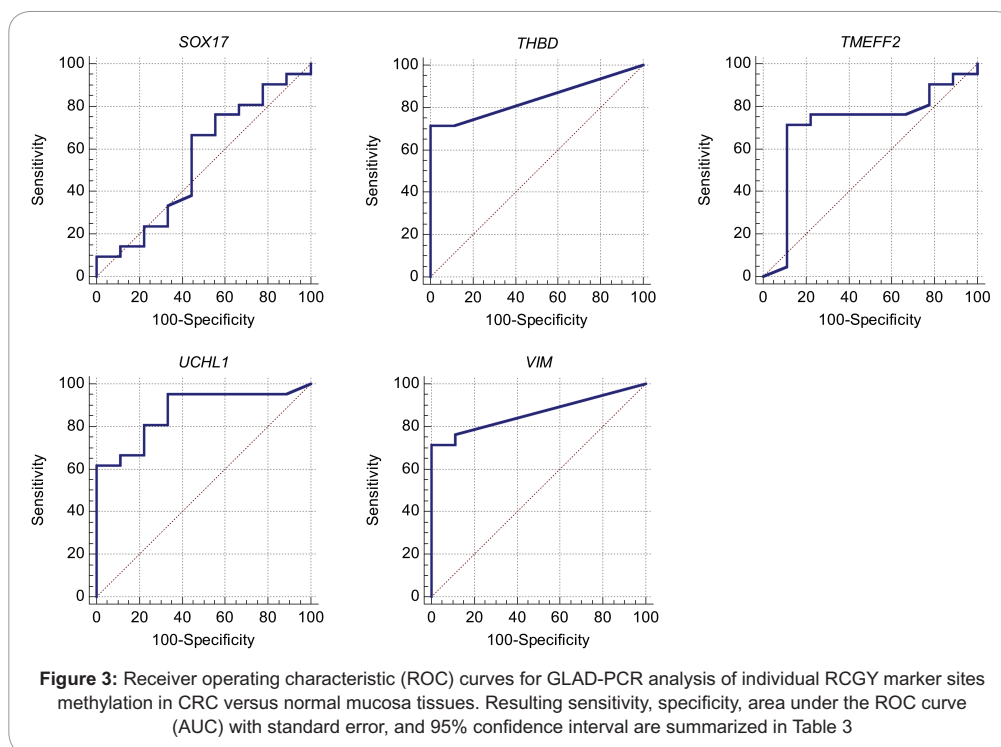 SOX17
THBD
TMEFF2
100
80
60
40
20
0
Sensitivity
0 20 40 60 80 100
100-Specificity
100
80
60
40
20
0
Sensitivity
0 20 40 60 80 100
100-Specificity
100
80
60
40
20
0
Sensitivity
0 20 40 60 80 100
100-Specificity
UCHL1
VIM
100
80
60
40
20
0
Sensitivity
0 20 40 60 80 100
100-Specificity
100
80
60
40
20
0
Sensitivity
0 20 40 60 80 100
100-Specificity
Figure 3: Receiver operating characteristic (ROC) curves for GLAD-PCR analysis of individual RCGY marker sites
methylation in CRC versus normal mucosa tissues. Resulting sensitivity, specificity, area under the ROC curve
(AUC) with standard error, and 95% confidence interval are summarized in Table 3